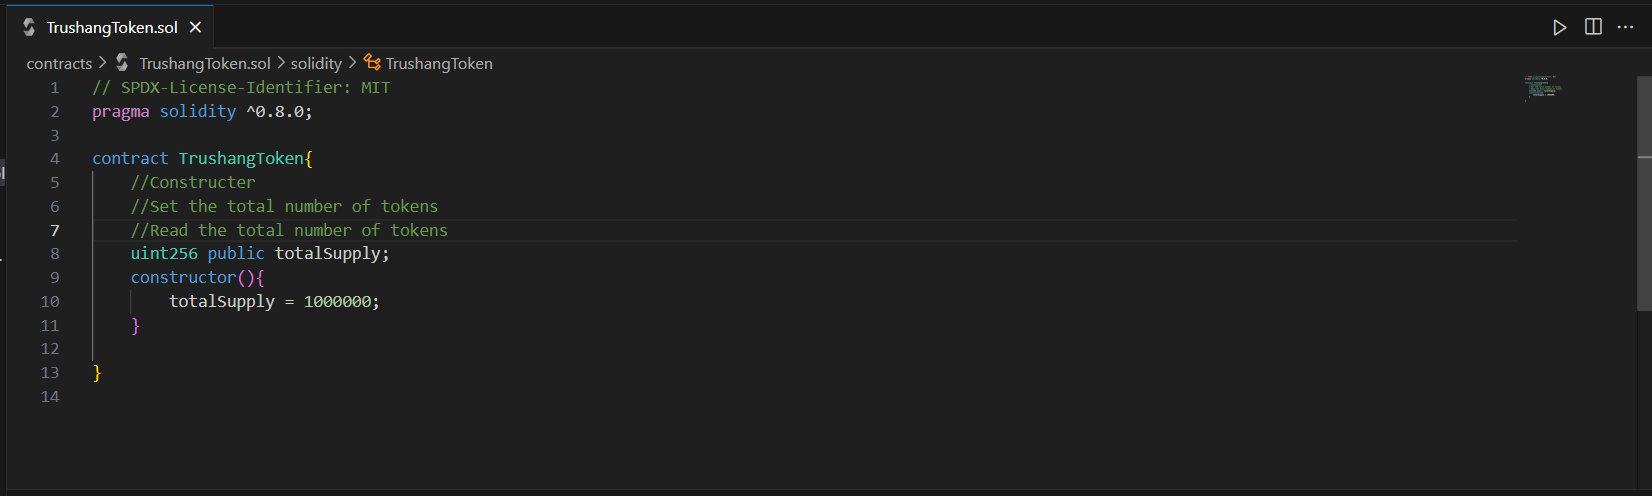 TrushangToken.sol
contracts > TrushangToken.sol > solidity > TrushangToken
1 // SPDX-License-Identifier: MIT
2 pragma solidity ^0.8.0;
3
4 contract TrushangToken{
5 //Constructer
6 //Set the total number of tokens
7 //Read the total number of tokens
8 uint256 public totalSupply;
9 constructor(){
10 totalSupply = 1000000;
11 }
12
13 }
14